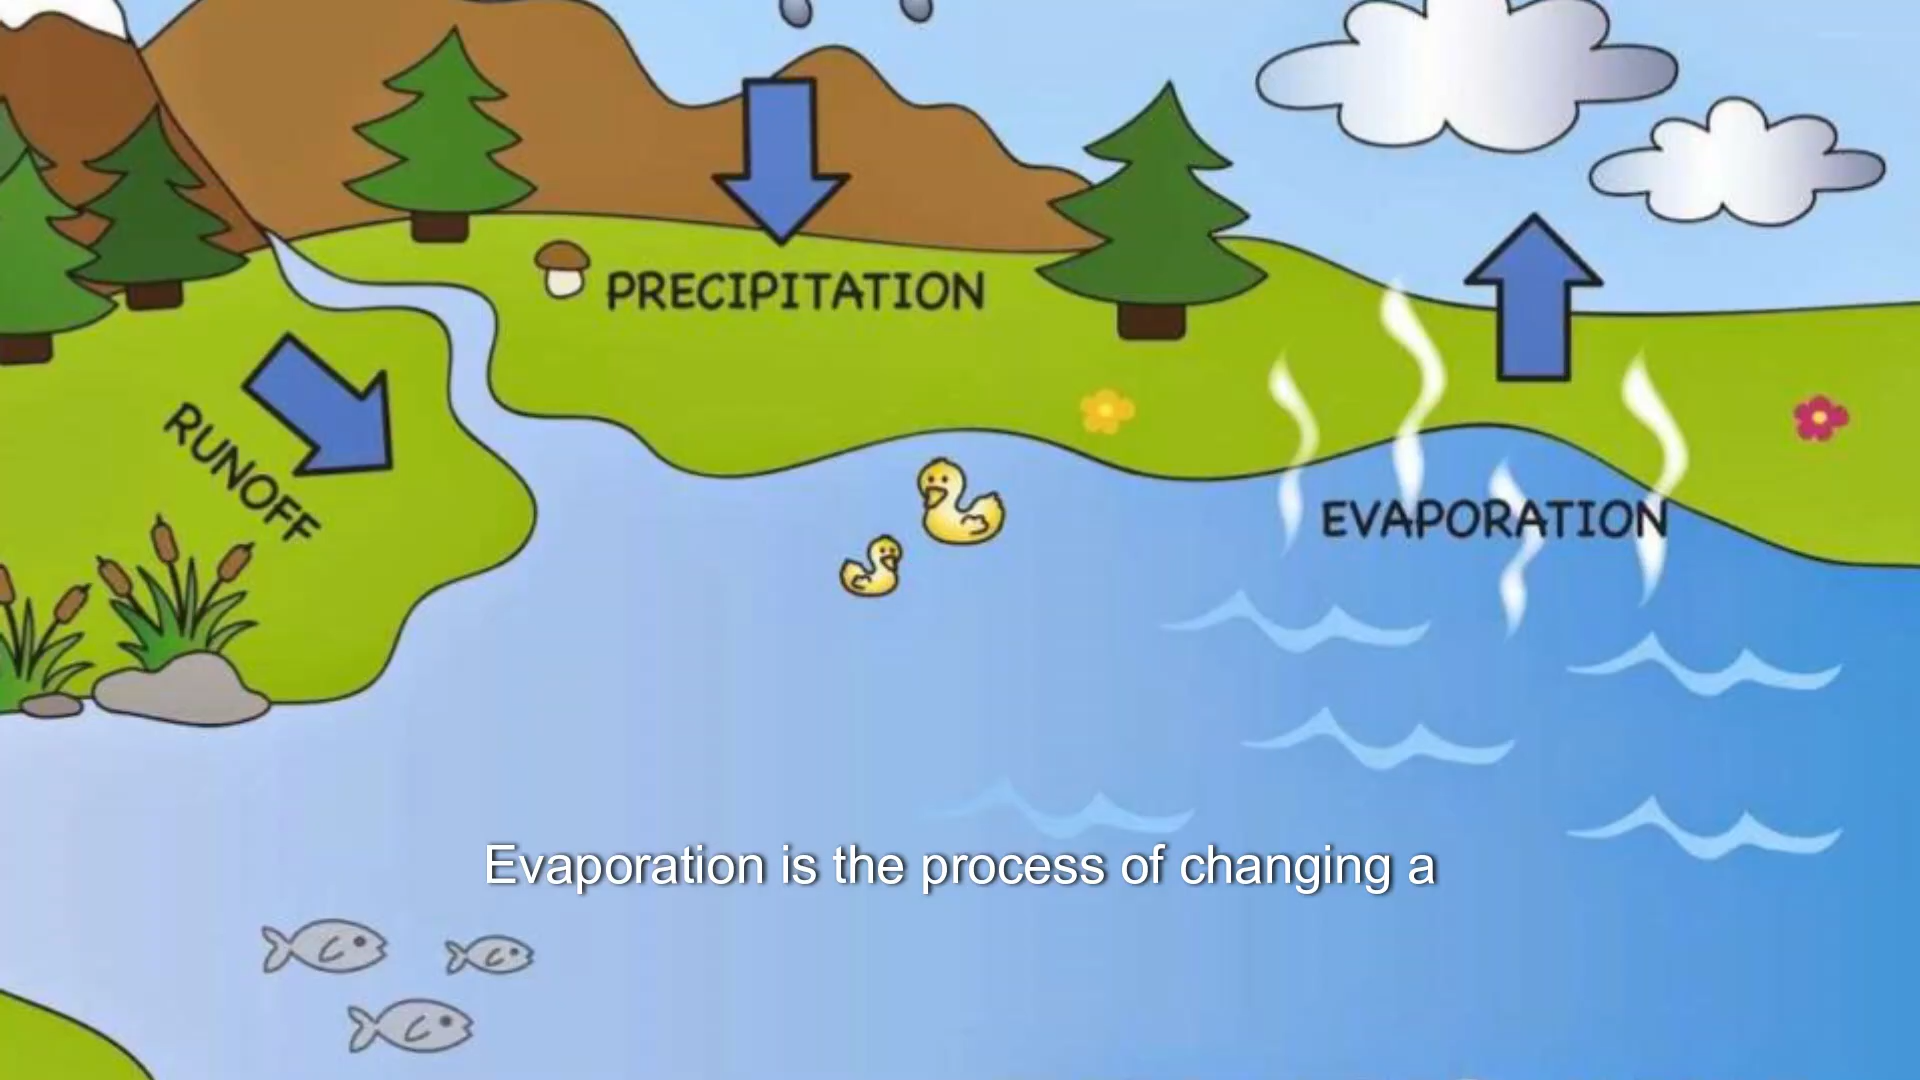 PRECIPITATION
RUNOFF
EVAPORATION
Evaporation is the process of changing a